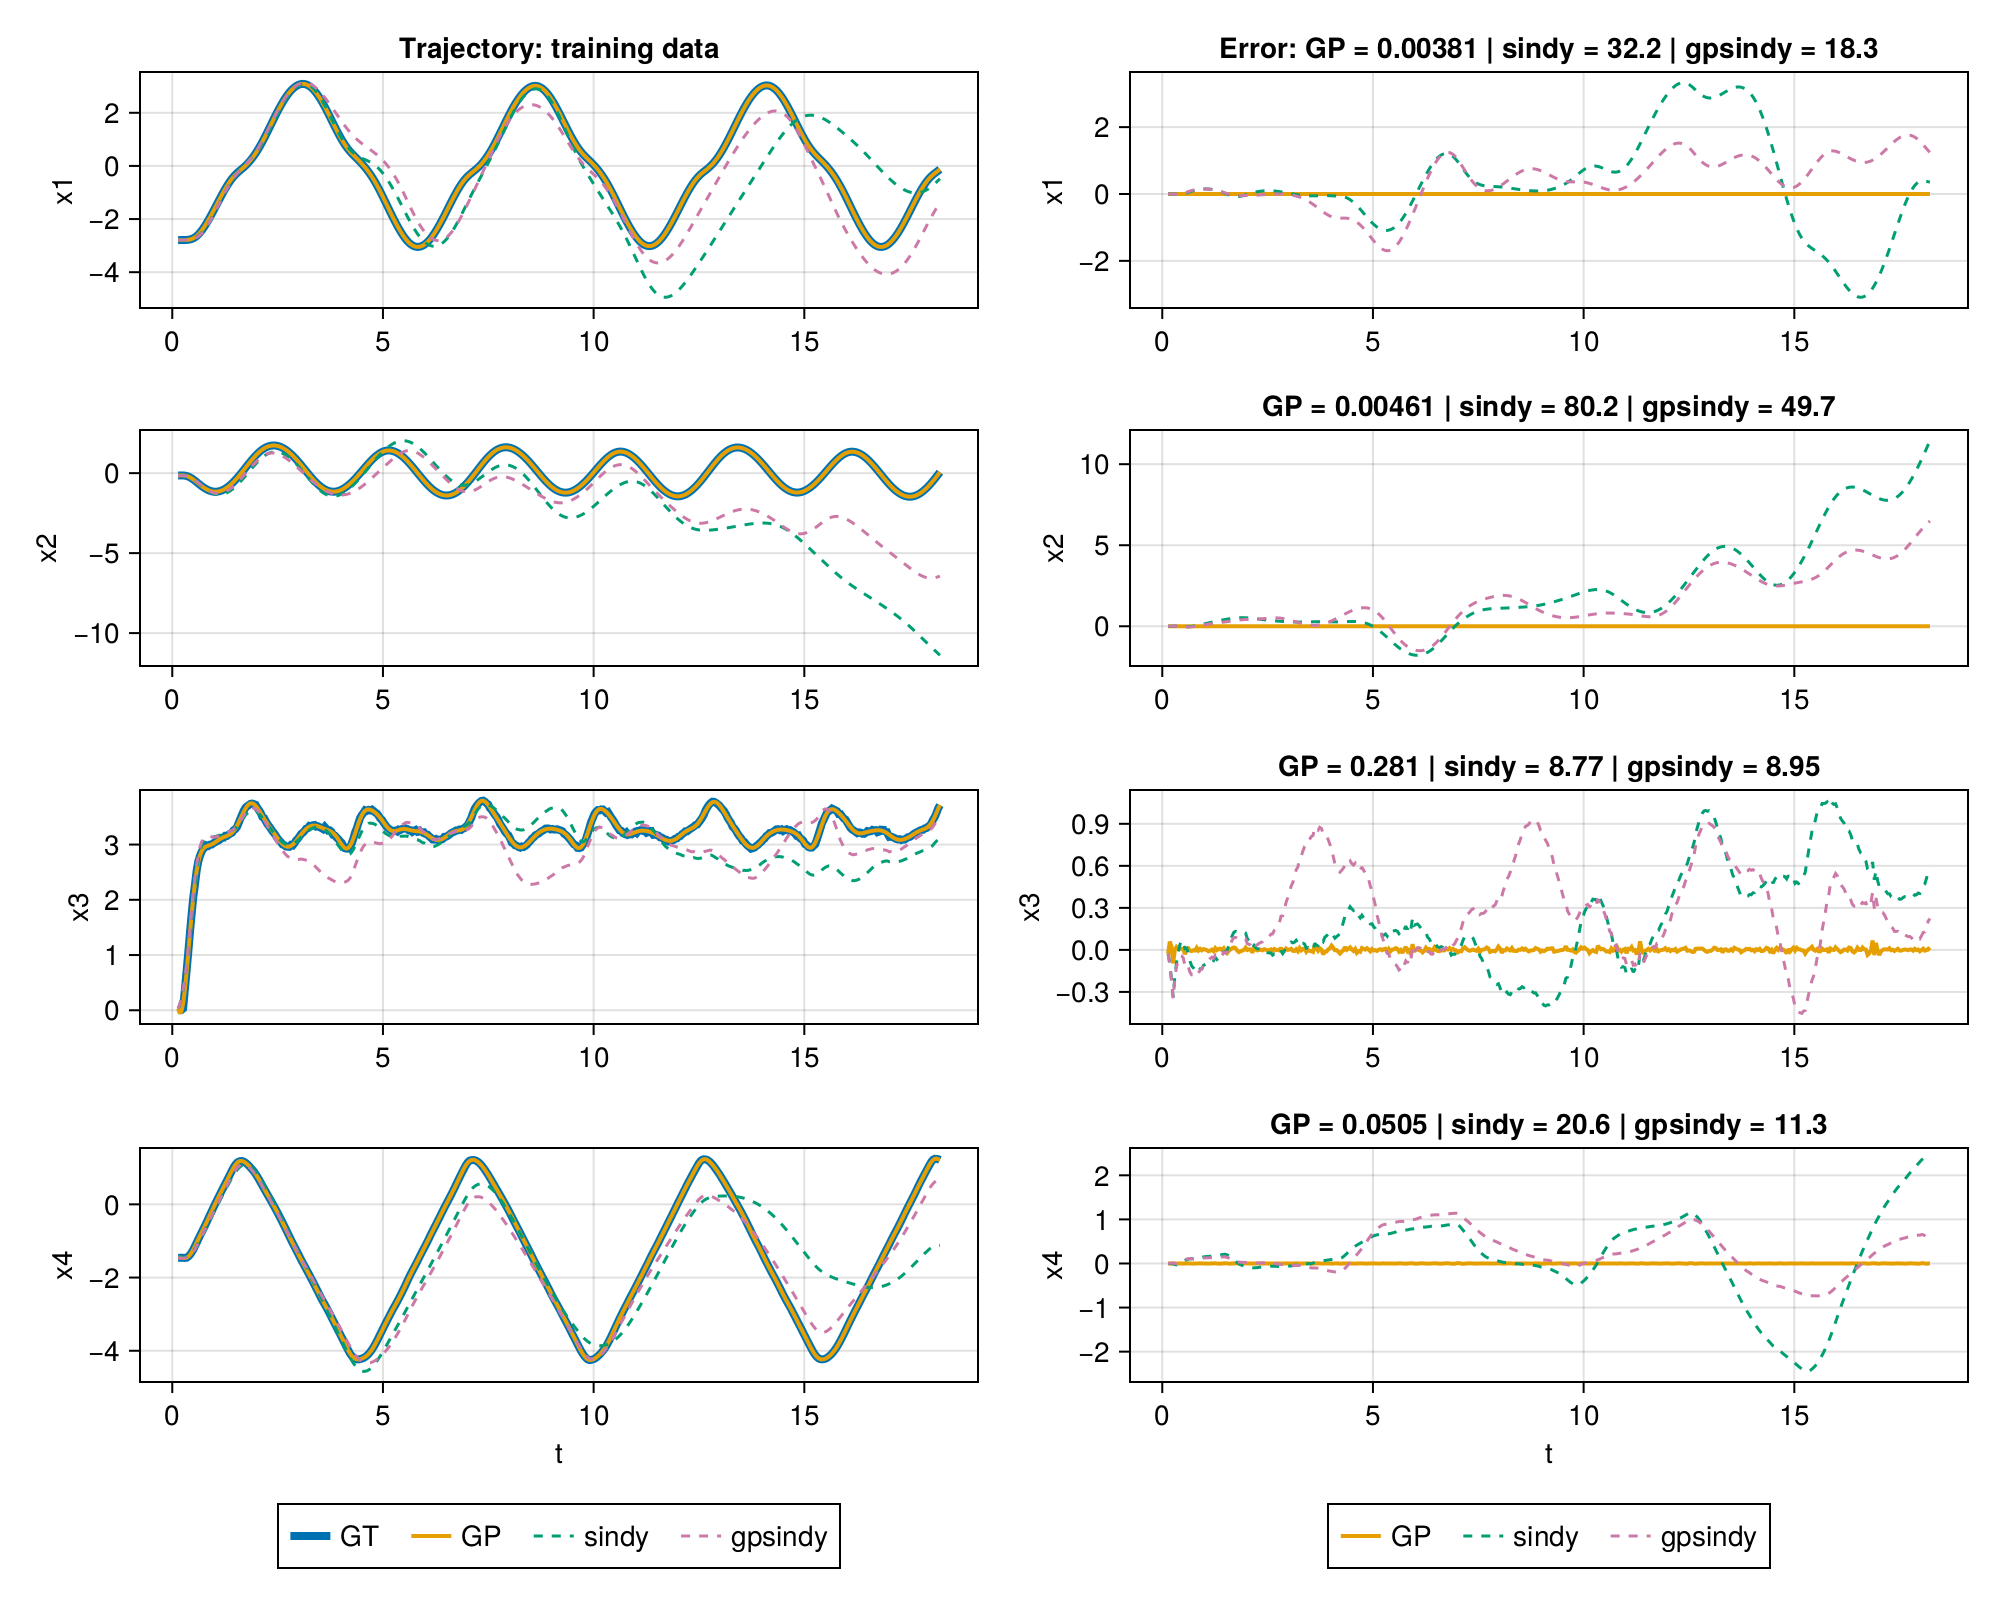 Trajectory: training data
x1
2
0
−2
−4
0 5 10 15
Error: GP = 0.00381 | sindy = 32.2 | gpsindy = 18.3
x1
2
0
−2
0 5 10 15
x2
0
−5
−10
0 5 10 15
GP = 0.00461 | sindy = 80.2 | gpsindy = 49.7
x2
10
5
0
0 5 10 15
x3
3
2
1
0
0 5 10 15
GP = 0.281 | sindy = 8.77 | gpsindy = 8.95
x3
0.9
0.6
0.3
0.0
−0.3
0 5 10 15
x4
0
−2
−4
0 5 10 15
t
GP = 0.0505 | sindy = 20.6 | gpsindy = 11.3
x4
2
1
0
−1
−2
0 5 10 15
t
GT GP sindy gpsindy
GP sindy gpsindy